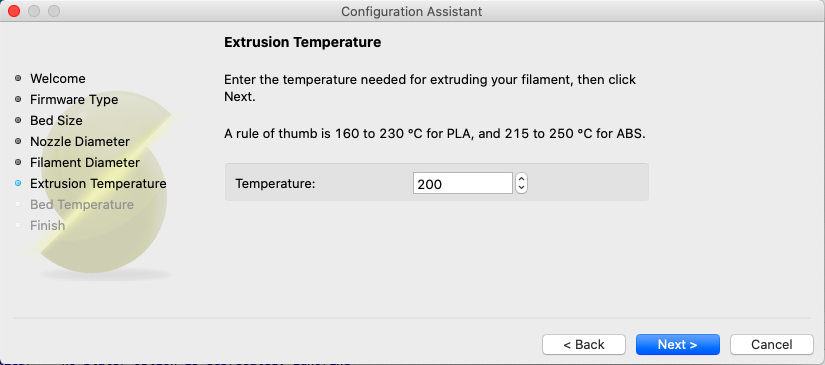 Configuration Assistant
Extrusion Temperature
Welcome
Firmware Type
Bed Size
Nozzle Diameter
Filament Diameter
Extrusion Temperature
Bed Temperature
Finish
Enter the temperature needed for extruding your filament, then click
Next.
A rule of thumb is 160 to 230 °C for PLA, and 215 to 250 °C for ABS.
Temperature: 200
< Back Next > Cancel